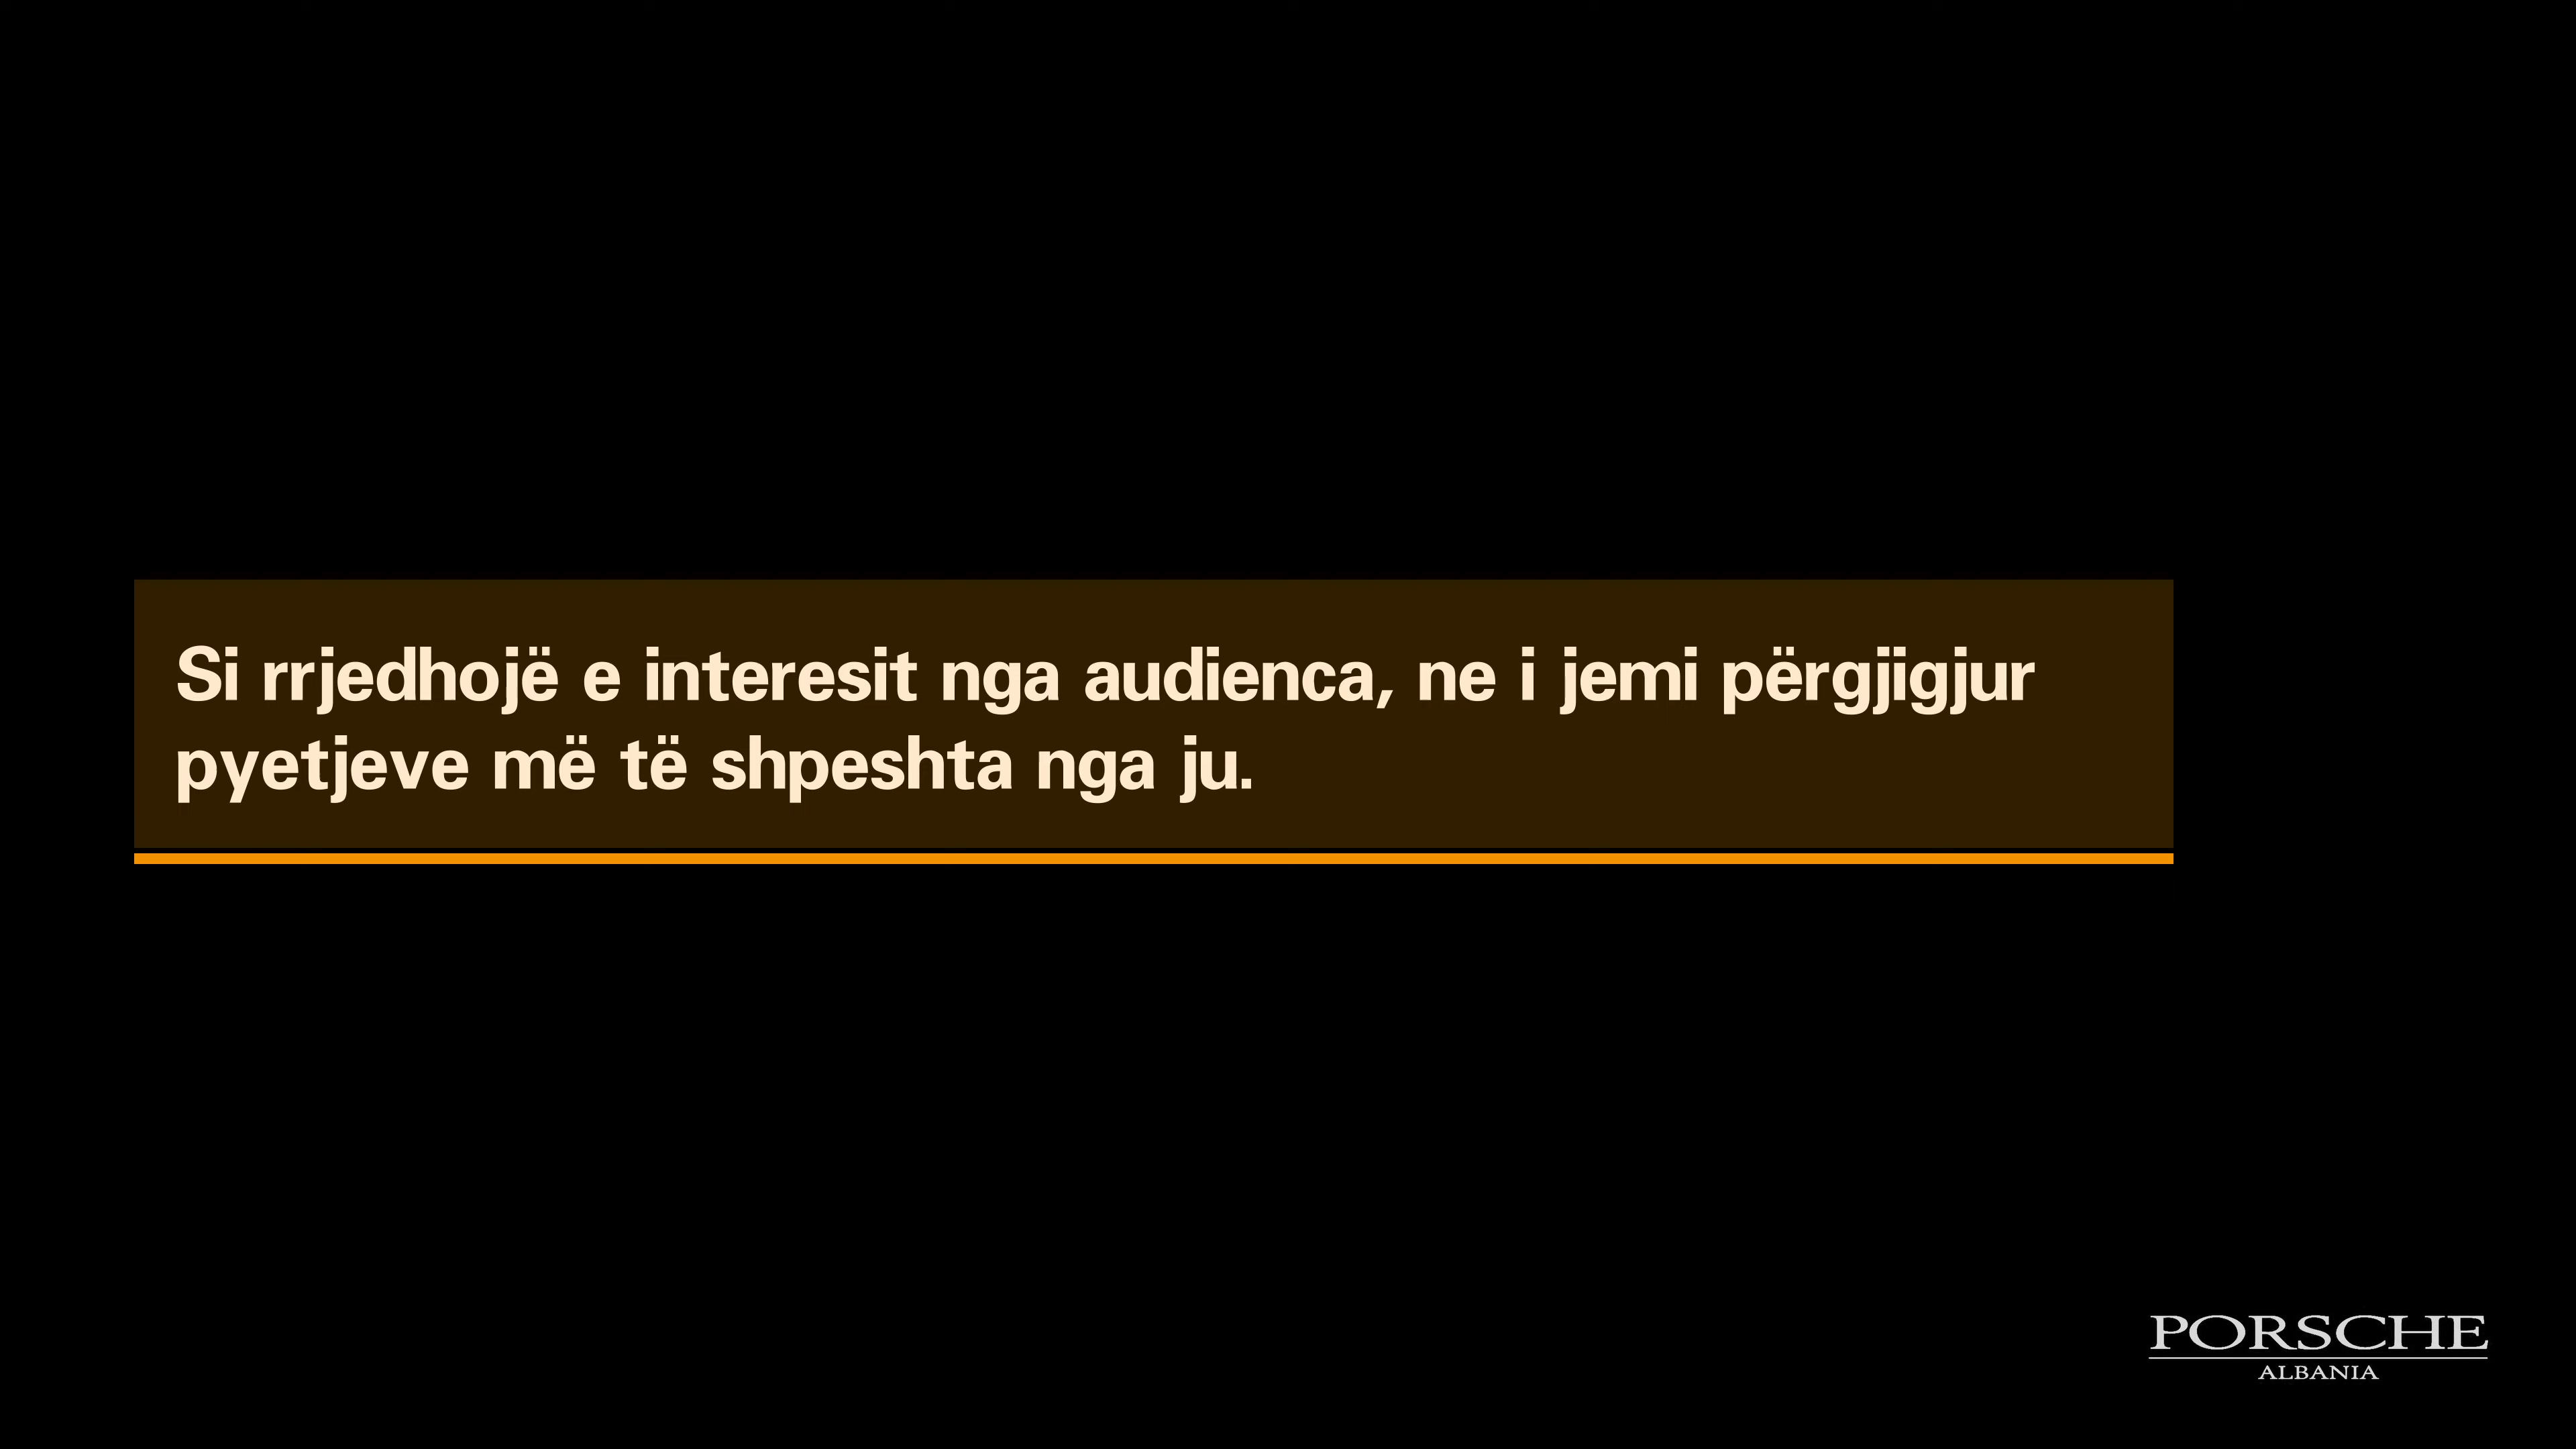 Si rrjedhojë e interesit nga audienca, ne i jemi përgjigjur
pyetjeve më të shpeshta nga ju.
PORSCHE
ALBANIA